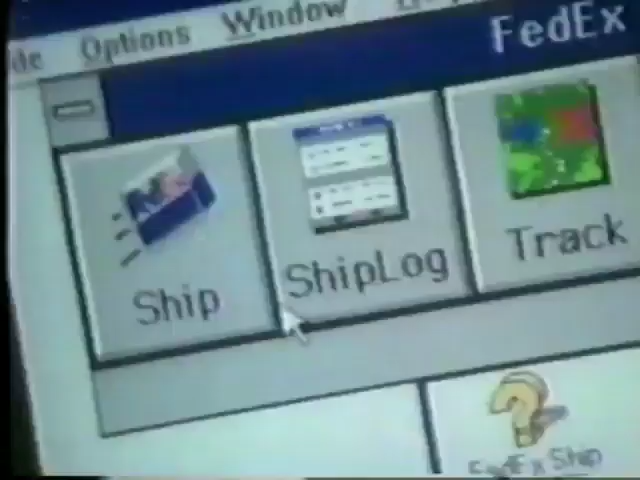 Options Window
FedEx
Ship
ShipLog
Track
FedEx Ship